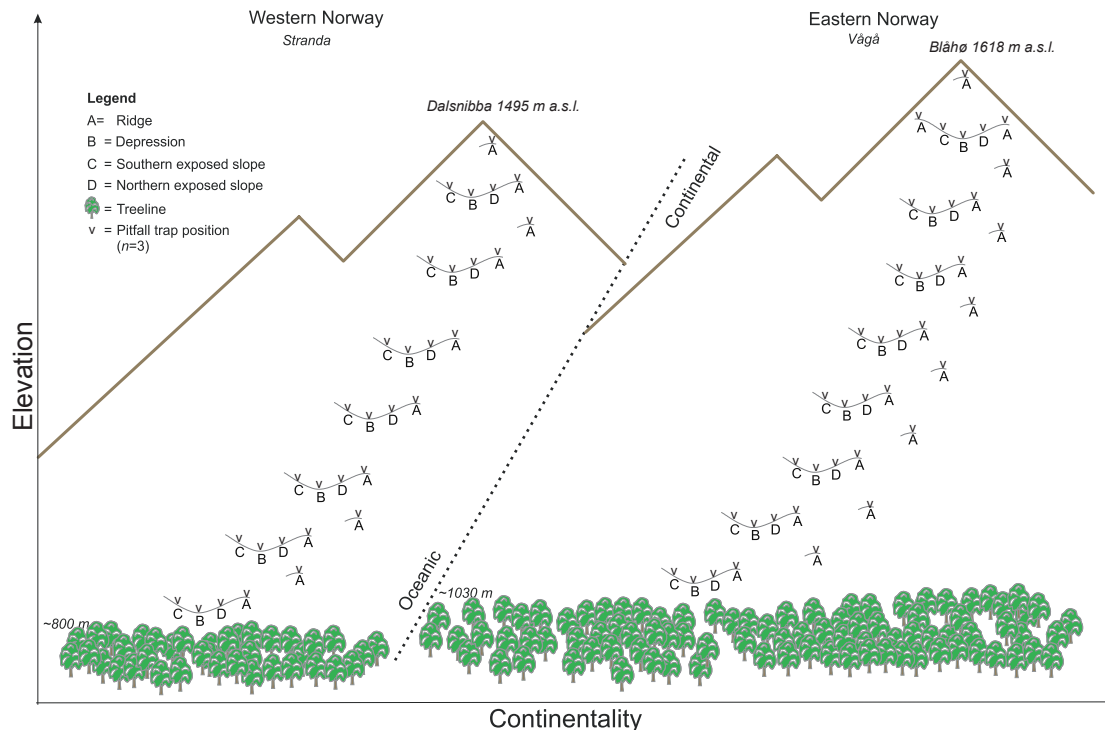 Western Norway
Stranda
Eastern Norway
Vågå
Blåhø 1618 m a.s.l.
Dalsnibba 1495 m a.s.l.
Legend
A= Ridge
B = Depression
C = Southern exposed slope
D = Northern exposed slope
= Treeline
v = Pitfall trap position
(n=3)
Elevation
A
C B D A
A
C B D A
C B D A
C B D A
C B D A
A
C B D A
A
C B D A
~800 m
Continental
Oceanic
~1030 m
A
A C B D A
A
C B D A
A
C B D A
A
C B D A
A
C B D A
A
C B D A
A
C B D A
A
C B D A
Continentality